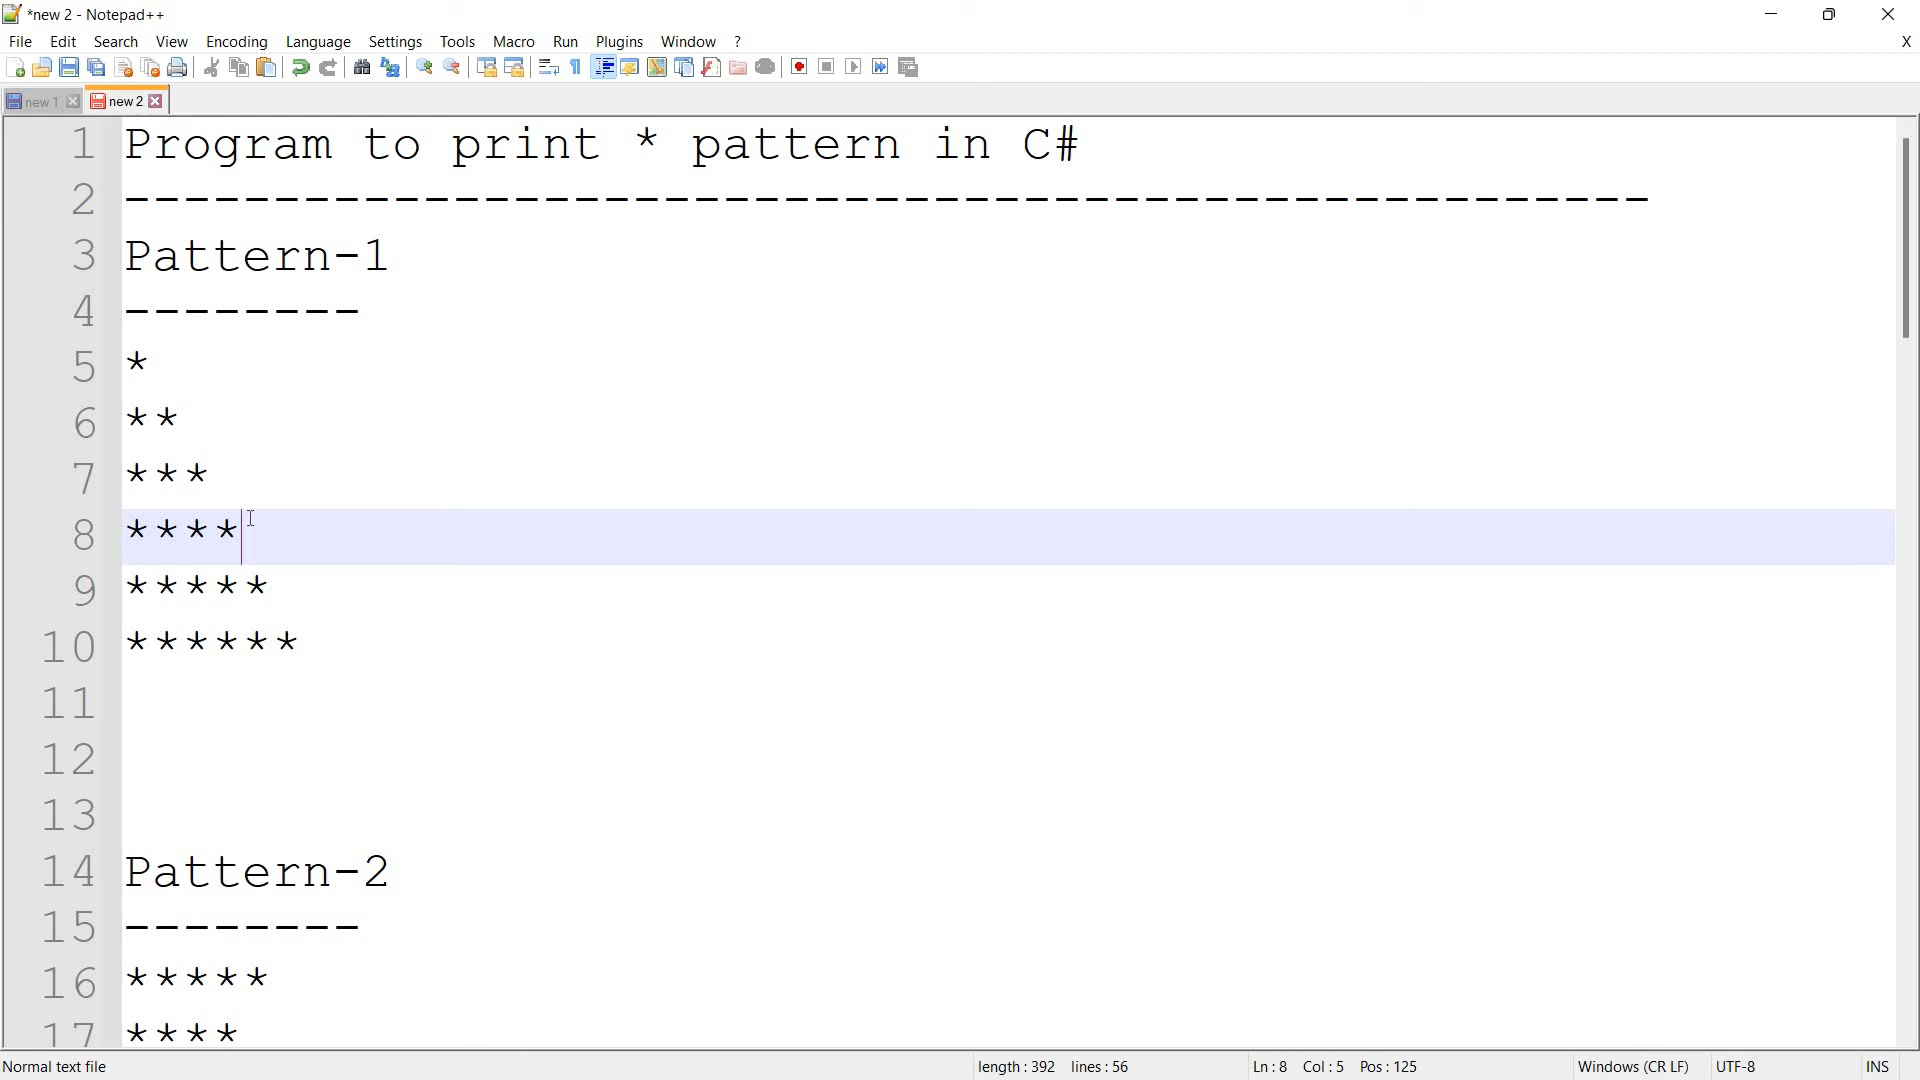 *new 2 - Notepad++
File Edit Search View Encoding Language Settings Tools Macro Run Plugins Window ? X
new 1 new 2
1 Program to print * pattern in C#
2 ---------------------------------------------------
3 Pattern-1
4 --------
5 *
6 **
7 ***
8 ****
9 *****
10 ******
11
12
13
14 Pattern-2
15 --------
16 *****
17 ****
Normal text file length : 392 lines : 56 Ln : 8 Col : 5 Pos : 125 Windows (CR LF) UTF-8 INS